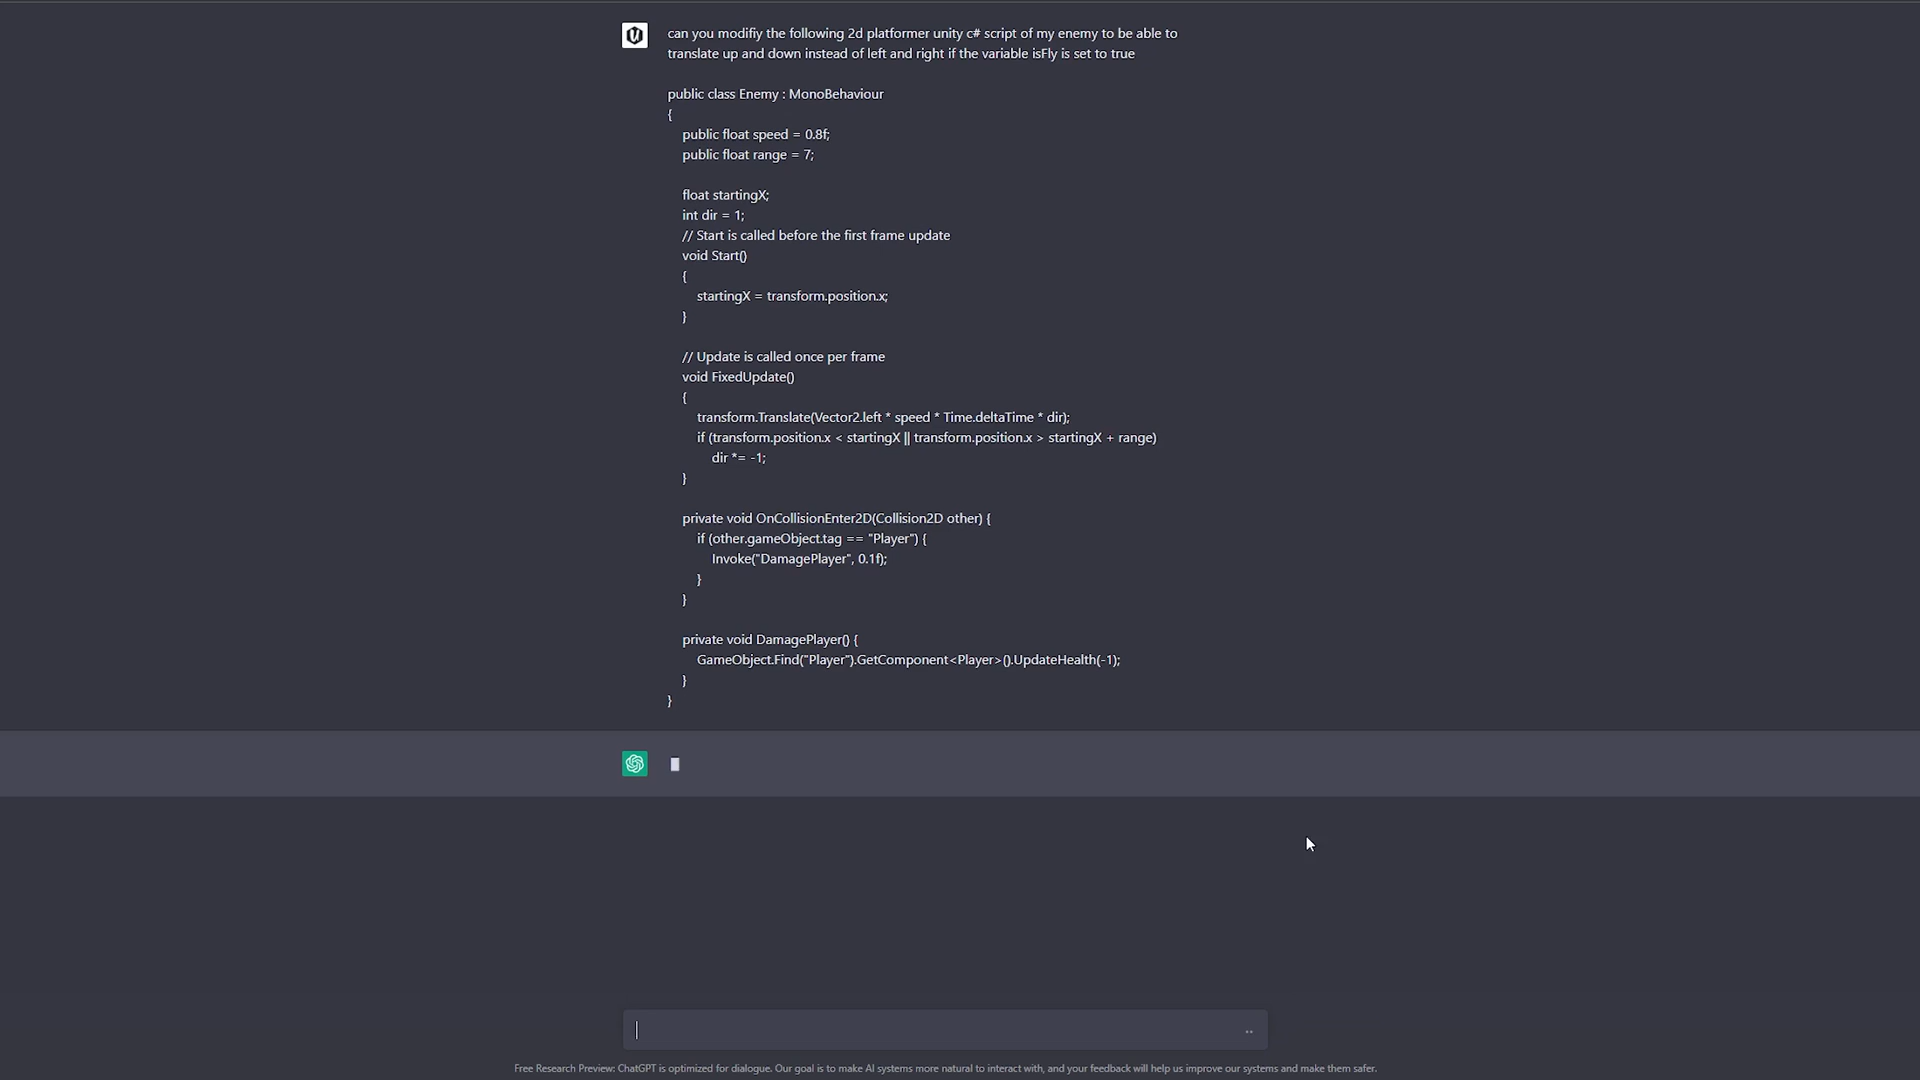 can you modifiy the following 2d platformer unity c# script of my enemy to be able to
translate up and down instead of left and right if the variable isFly is set to true
public class Enemy : MonoBehaviour
{
public float speed = 0.8f;
public float range = 7;
float startingX;
int dir = 1;
// Start is called before the first frame update
void Start()
{
startingX = transform.position.x;
}
// Update is called once per frame
void FixedUpdate()
{
transform.Translate(Vector2.left * speed * Time.deltaTime * dir);
if (transform.position.x < startingX || transform.position.x > startingX + range)
dir *= -1;
}
private void OnCollisionEnter2D(Collision2D other) {
if (other.gameObject.tag == "Player") {
Invoke("DamagePlayer", 0.1f);
}
}
private void DamagePlayer() {
GameObject.Find("Player").GetComponent<Player>().UpdateHealth(-1);
}
}
Free Research Preview: ChatGPT is optimized for dialogue. Our goal is to make AI systems more natural to interact with, and your feedback will help us improve our systems and make them safer.